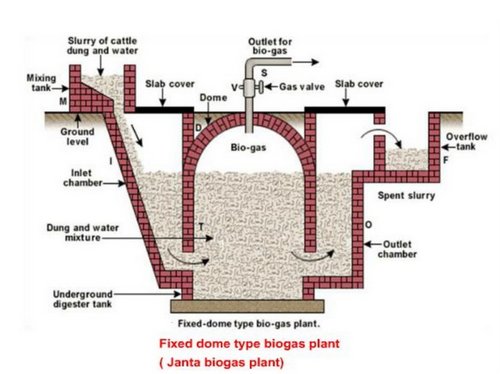 Slurry of cattle
dung and water
Outlet for
bio-gas
Mixing
tank
M
Slab cover
S
V
Gas valve
Slab cover
Dome
D
Ground
level
Bio-gas
Overflow
tank
F
I
Inlet
chamber
Spent slurry
Dung and water
mixture
T
O
Outlet
chamber
Underground
digester tank
Fixed-dome type bio-gas plant.
Fixed dome type biogas plant
( Janta biogas plant)